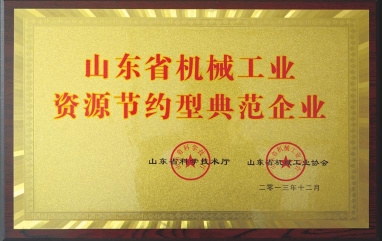 山东省机械工业
资源节约型典范企业
山东省科学技术厅 山东省机械工业协会
二〇一三年十二月